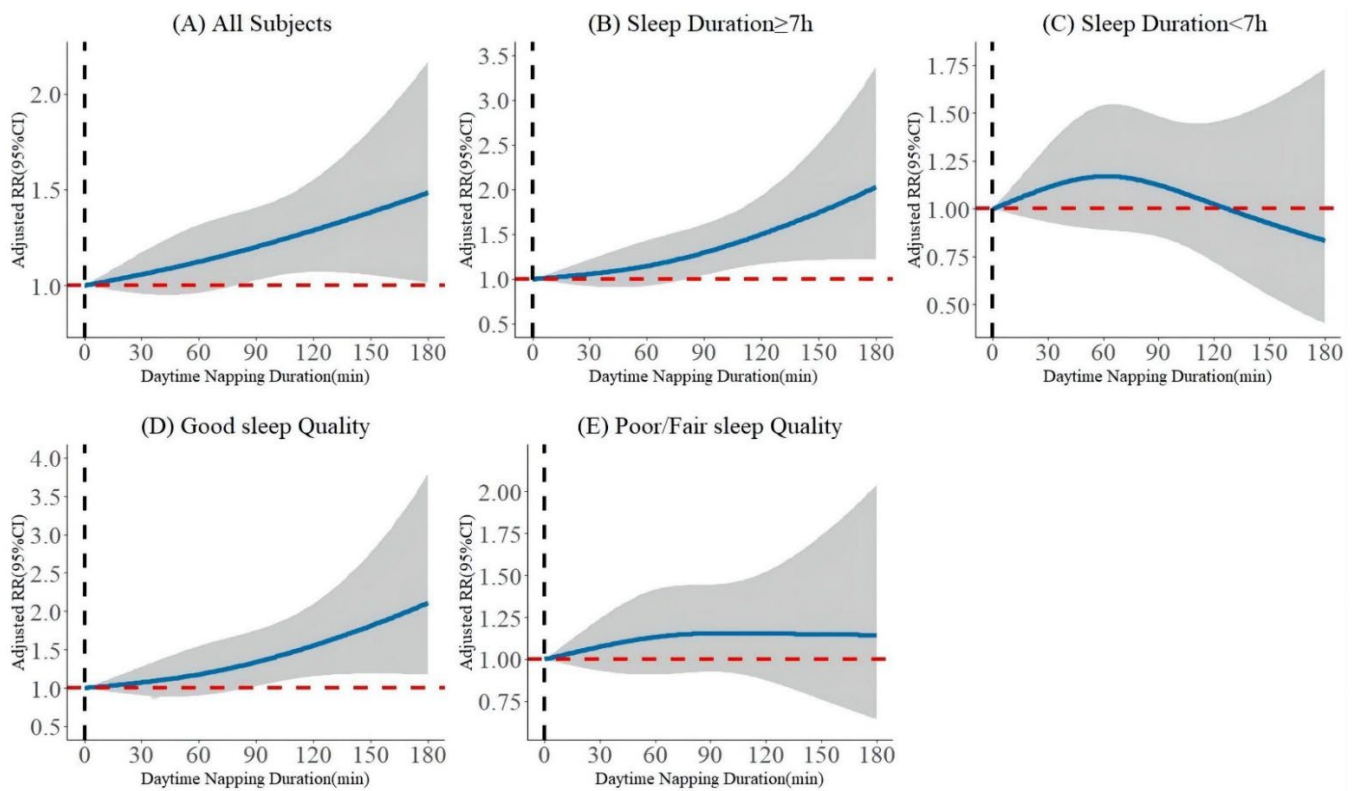 (A) All Subjects
Adjusted RR(95%CI)
2.0
1.5
1.0
0 30 60 90 120 150 180
Daytime Napping Duration(min)
(B) Sleep Duration≥7h
Adjusted RR(95%CI)
3.5
3.0
2.5
2.0
1.5
1.0
0.5
0 30 60 90 120 150 180
Daytime Napping Duration(min)
(C) Sleep Duration<7h
Adjusted RR(95%CI)
1.75
1.50
1.25
1.00
0.75
0.50
0 30 60 90 120 150 180
Daytime Napping Duration(min)
(D) Good sleep Quality
Adjusted RR(95%CI)
4.0
3.5
3.0
2.5
2.0
1.5
1.0
0.5
0 30 60 90 120 150 180
Daytime Napping Duration(min)
(E) Poor/Fair sleep Quality
Adjusted RR(95%CI)
2.00
1.75
1.50
1.25
1.00
0.75
0 30 60 90 120 150 180
Daytime Napping Duration(min)